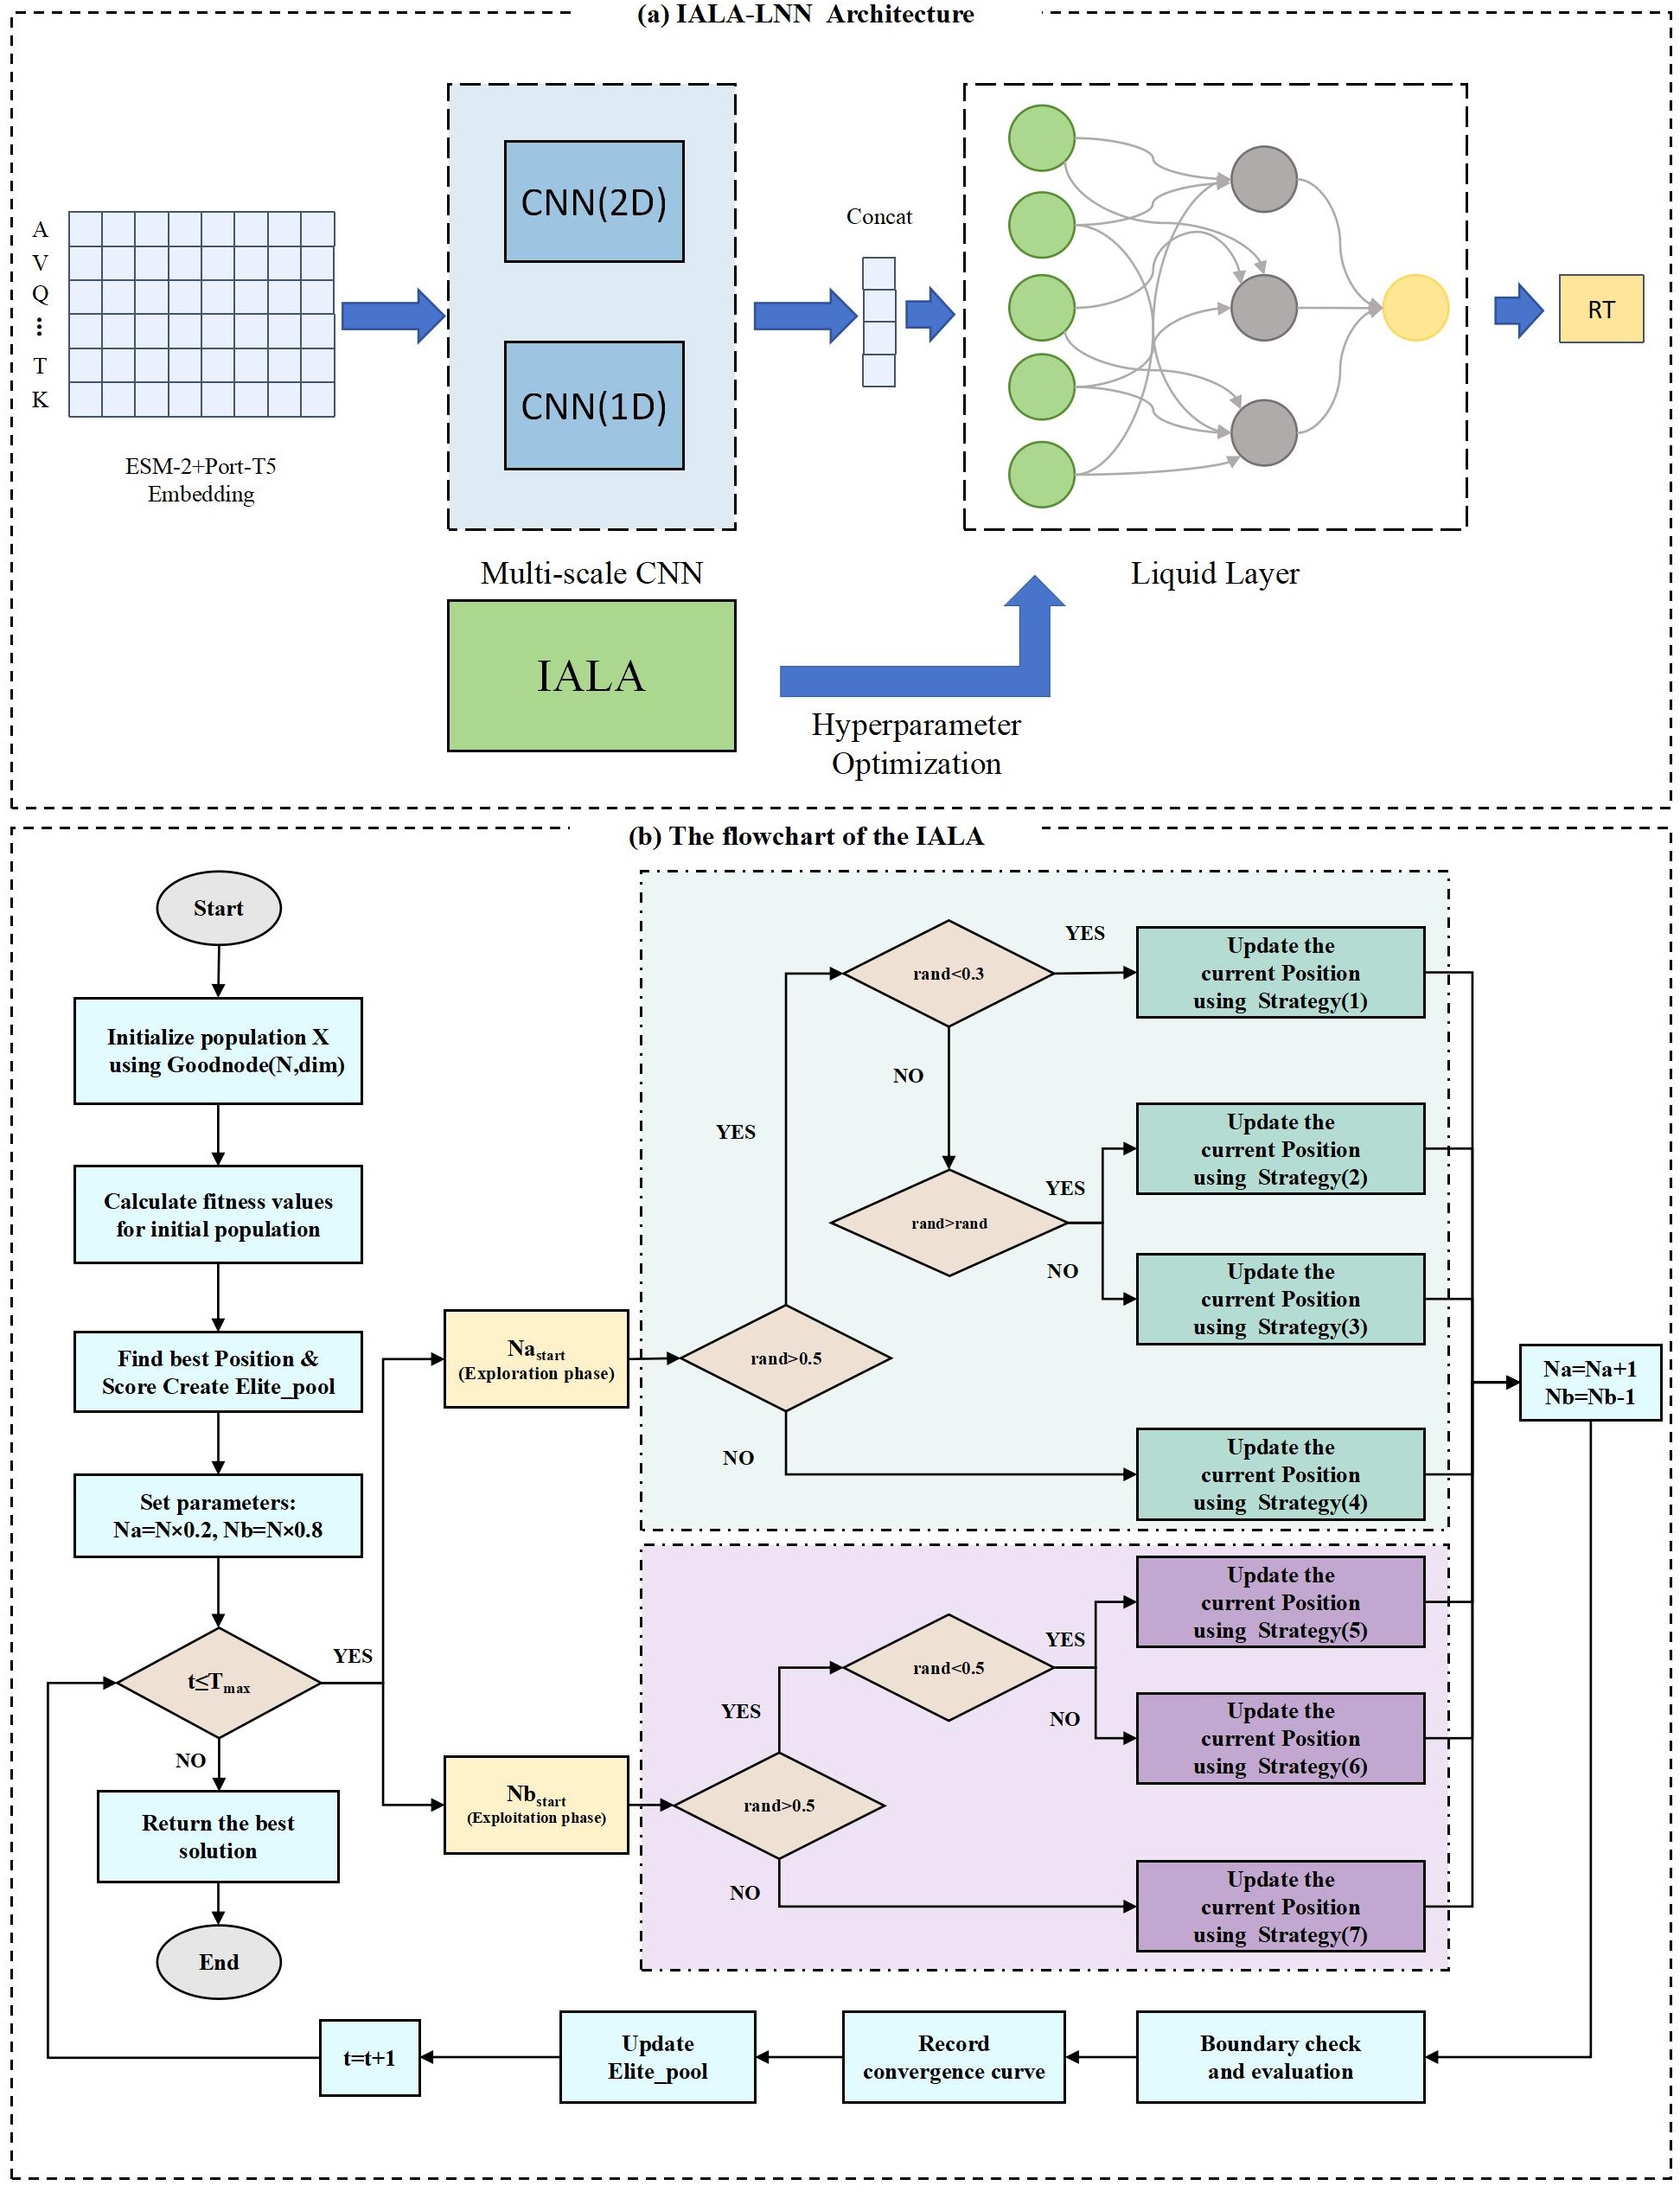 (a) IALA-LNN Architecture
A
V
Q
⋮
T
K
ESM-2+Port-T5
Embedding
CNN(2D)
CNN(1D)
Multi-scale CNN
Concat
Liquid Layer
RT
IALA
Hyperparameter
Optimization
(b) The flowchart of the IALA
Start
Initialize population X
using Goodnode(N,dim)
Calculate fitness values
for initial population
Find best Position &
Score Create Elite_pool
Set parameters:
Na=N×0.2, Nb=N×0.8
t≤Tmax
YES
NO
Return the best
solution
End
Nastart
(Exploration phase)
rand>0.5
YES
NO
rand<0.3
YES
NO
rand>rand
YES
NO
Update the
current Position
using Strategy(1)
Update the
current Position
using Strategy(2)
Update the
current Position
using Strategy(3)
Update the
current Position
using Strategy(4)
Nbstart
(Exploitation phase)
rand>0.5
YES
NO
rand<0.5
YES
NO
Update the
current Position
using Strategy(5)
Update the
current Position
using Strategy(6)
Update the
current Position
using Strategy(7)
Na=Na+1
Nb=Nb-1
Boundary check
and evaluation
Record
convergence curve
Update
Elite_pool
t=t+1